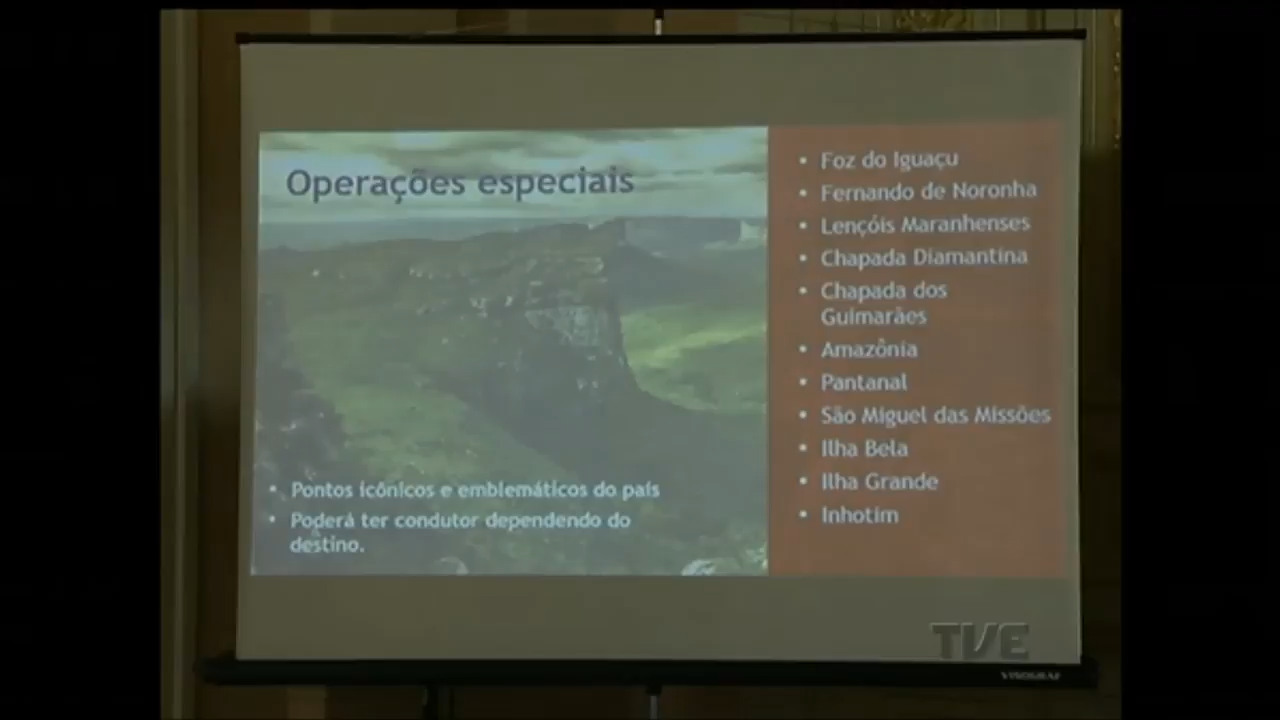 Operações especiais
• Pontos icônicos e emblemáticos do país
• Poderá ter condutor dependendo do
destino.
• Foz do Iguaçu
• Fernando de Noronha
• Lençóis Maranhenses
• Chapada Diamantina
• Chapada dos
Guimarães
• Amazônia
• Pantanal
• São Miguel das Missões
• Ilha Bela
• Ilha Grande
• Inhotim
TVE
VISOGRAF